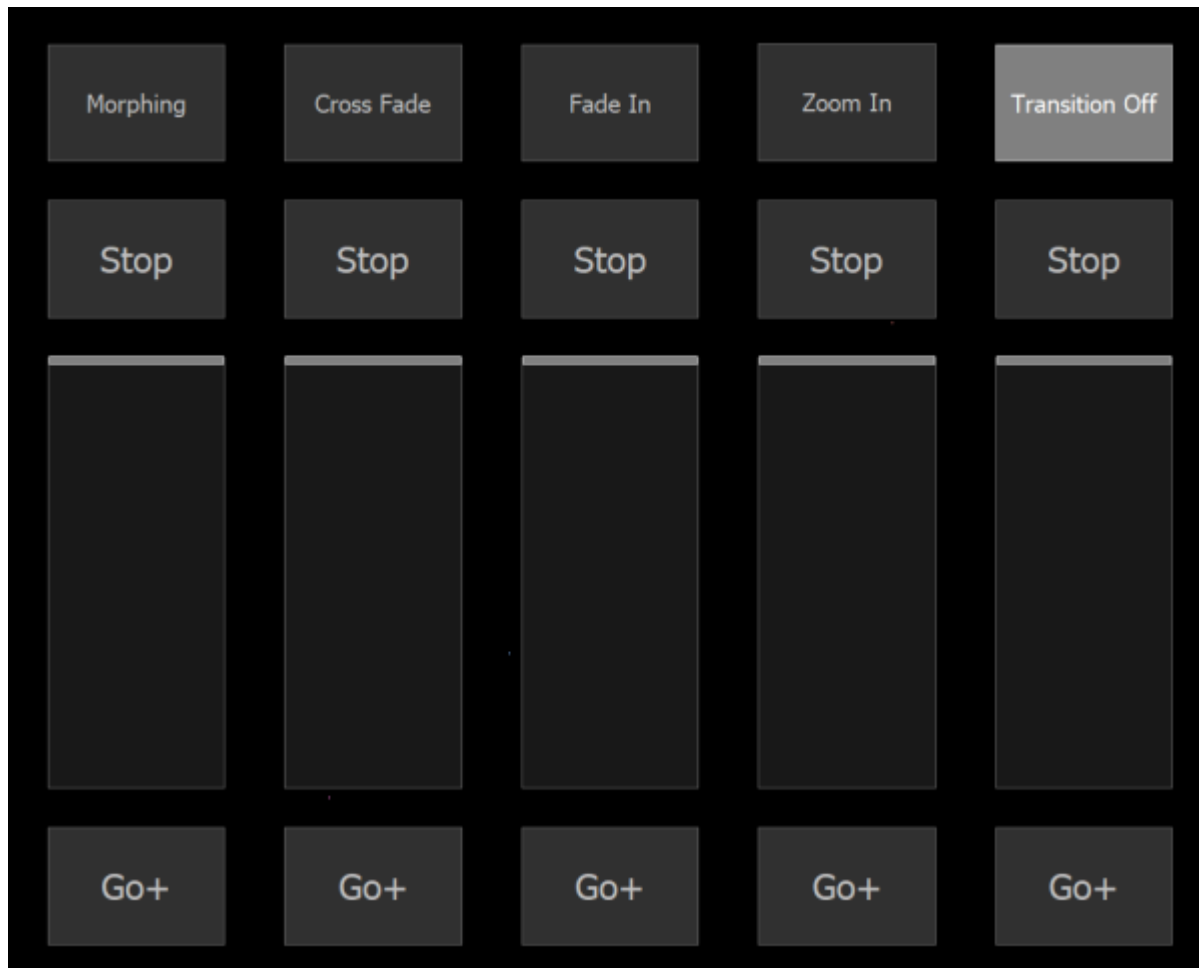 Morphing
Cross Fade
Fade In
Zoom In
Transition Off
Stop
Stop
Stop
Stop
Stop
Go+
Go+
Go+
Go+
Go+